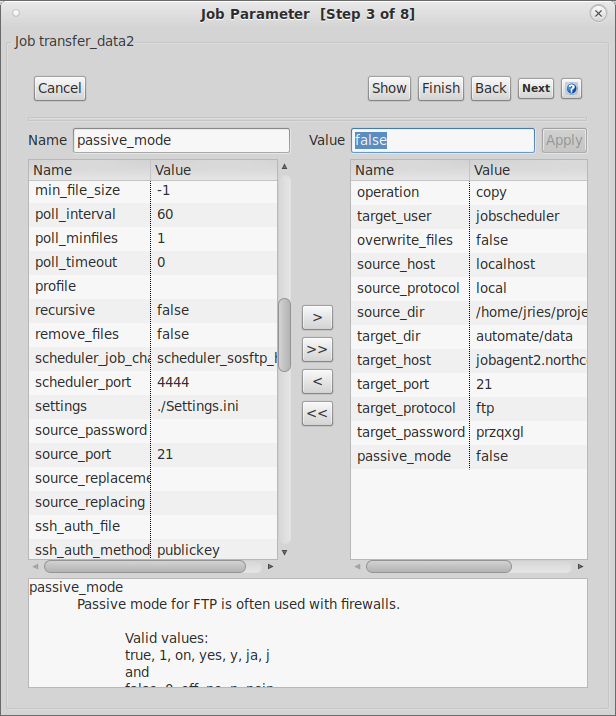 Job Parameter [Step 3 of 8]
Job transfer_data2
Cancel Show Finish Back Next ?
Name passive_mode Value false Apply
Name Value
min_file_size -1
poll_interval 60
poll_minfiles 1
poll_timeout 0
profile
recursive false
remove_files false
scheduler_job_cha scheduler_sosftp_h
scheduler_port 4444
settings ./Settings.ini
source_password
source_port 21
source_replaceme
source_replacing
ssh_auth_file
ssh_auth_method publickey
>
>>
<
<<
Name Value
operation copy
target_user jobscheduler
overwrite_files false
source_host localhost
source_protocol local
source_dir /home/jries/proje
target_dir automate/data
target_host jobagent2.northc
target_port 21
target_protocol ftp
target_password przqxgl
passive_mode false
passive_mode
Passive mode for FTP is often used with firewalls.
Valid values:
true, 1, on, yes, y, ja, j
and